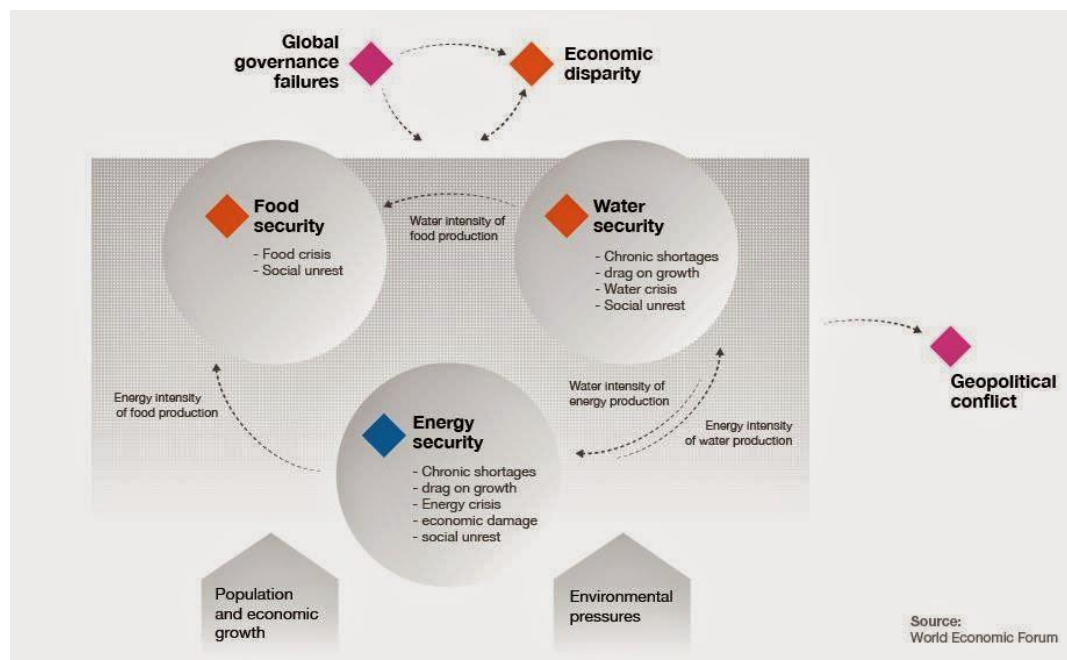 Global
governance
failures
Economic
disparity
Food
security
- Food crisis
- Social unrest
Water intensity of
food production
Water
security
- Chronic shortages
- drag on growth
- Water crisis
- Social unrest
Geopolitical
conflict
Energy intensity
of food production
Energy
security
- Chronic shortages
- drag on growth
- Energy crisis
- economic damage
- social unrest
Water intensity of
energy production
Energy intensity
of water production
Population
and economic
growth
Environmental
pressures
Source:
World Economic Forum